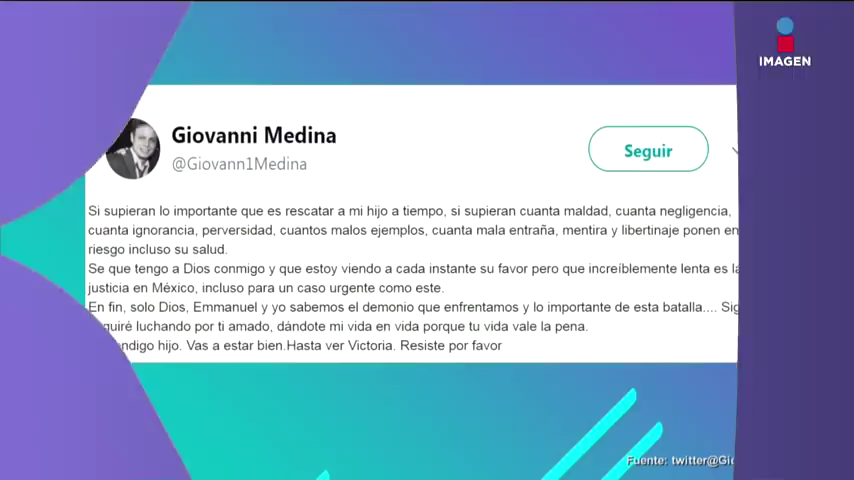 IMAGEN
Giovanni Medina
@Giovann1Medina
Seguir
Si supieran lo importante que es rescatar a mi hijo a tiempo, si supieran cuanta maldad, cuanta negligencia,
cuanta ignorancia, perversidad, cuantos malos ejemplos, cuanta mala entraña, mentira y libertinaje ponen en
riesgo incluso su salud.
Se que tengo a Dios conmigo y que estoy viendo a cada instante su favor pero que increíblemente lenta es la
justicia en México, incluso para un caso urgente como este.
En fin, solo Dios, Emmanuel y yo sabemos el demonio que enfrentamos y lo importante de esta batalla.... Sig
guiré luchando por ti amado, dándote mi vida en vida porque tu vida vale la pena.
ndigo hijo. Vas a estar bien.Hasta ver Victoria. Resiste por favor
Fuente: twitter@Gio